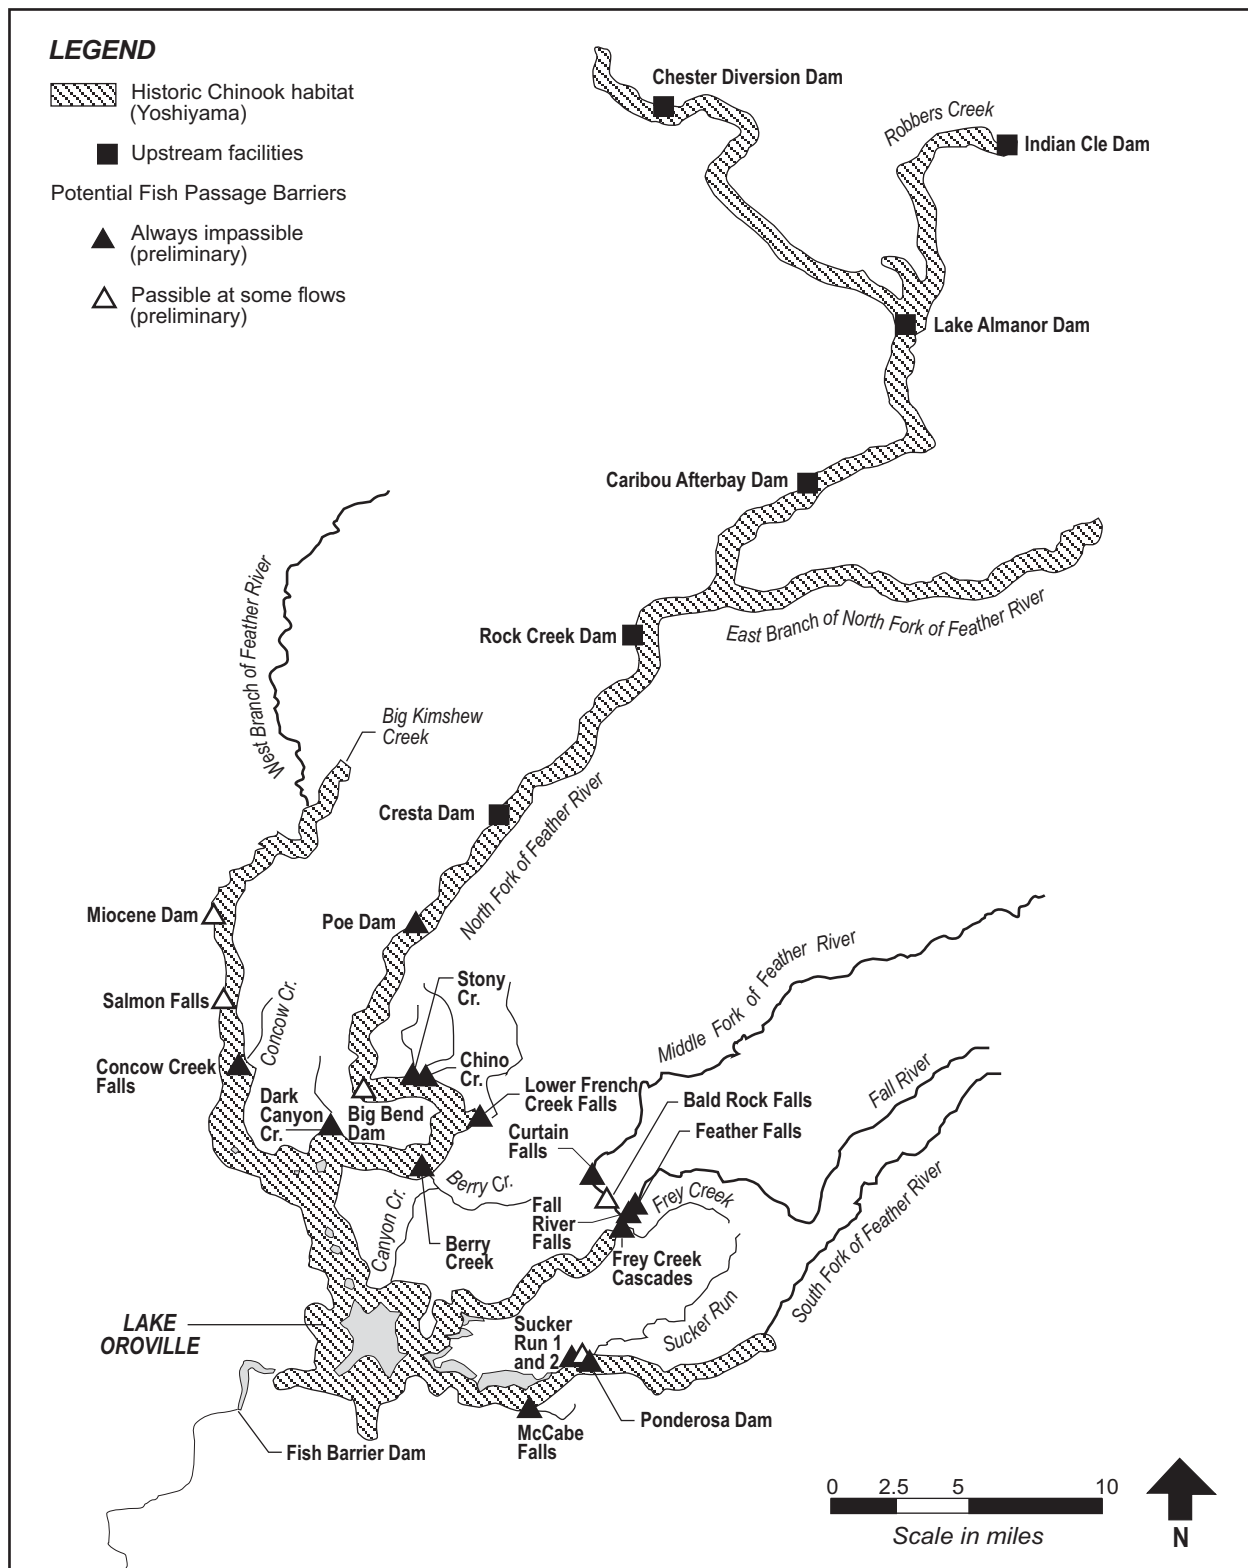 LEGEND
Historic Chinook habitat
(Yoshiyama)
Upstream facilities
Potential Fish Passage Barriers
Always impassible
(preliminary)
Passible at some flows
(preliminary)
Chester Diversion Dam
Robbers Creek
Indian Cle Dam
Lake Almanor Dam
Caribou Afterbay Dam
West Branch of Feather River
East Branch of North Fork of Feather River
Rock Creek Dam
Big Kimshew
Creek
Cresta Dam
North Fork of Feather River
Miocene Dam
Poe Dam
Stony
Cr.
Middle Fork of Feather River
Salmon Falls
Concow Cr.
Concow Creek
Falls
Chino
Cr.
Fall River
Dark
Canyon
Cr.
Big Bend
Dam
Lower French
Creek Falls
Bald Rock Falls
Curtain
Falls
Feather Falls
Berry Cr.
Canyon Cr.
Fall
River
Falls
Frey Creek
South Fork of Feather River
Berry
Creek
Frey Creek
Cascades
LAKE
OROVILLE
Sucker
Run 1
and 2
Sucker Run
Ponderosa Dam
McCabe
Falls
Fish Barrier Dam
0 2.5 5 10
Scale in miles
N